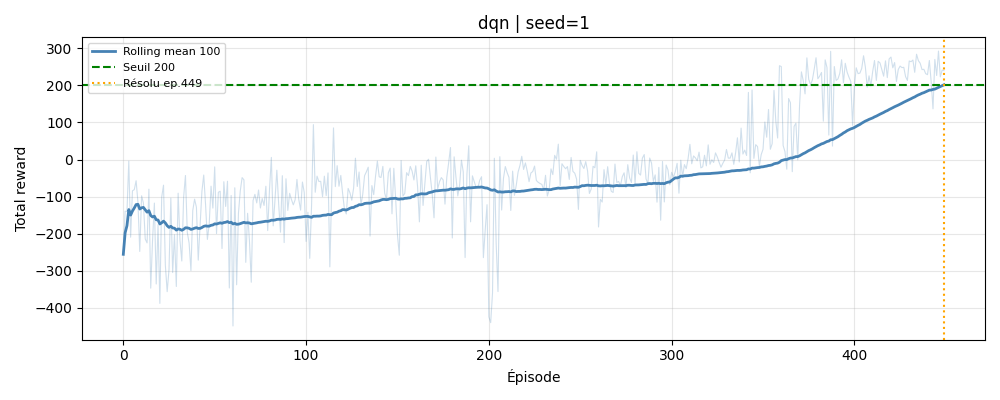 dqn | seed=1
Rolling mean 100
Seuil 200
Résolu ep.449
Total reward
300
200
100
0
−100
−200
−300
−400
0
100
200
300
400
Épisode